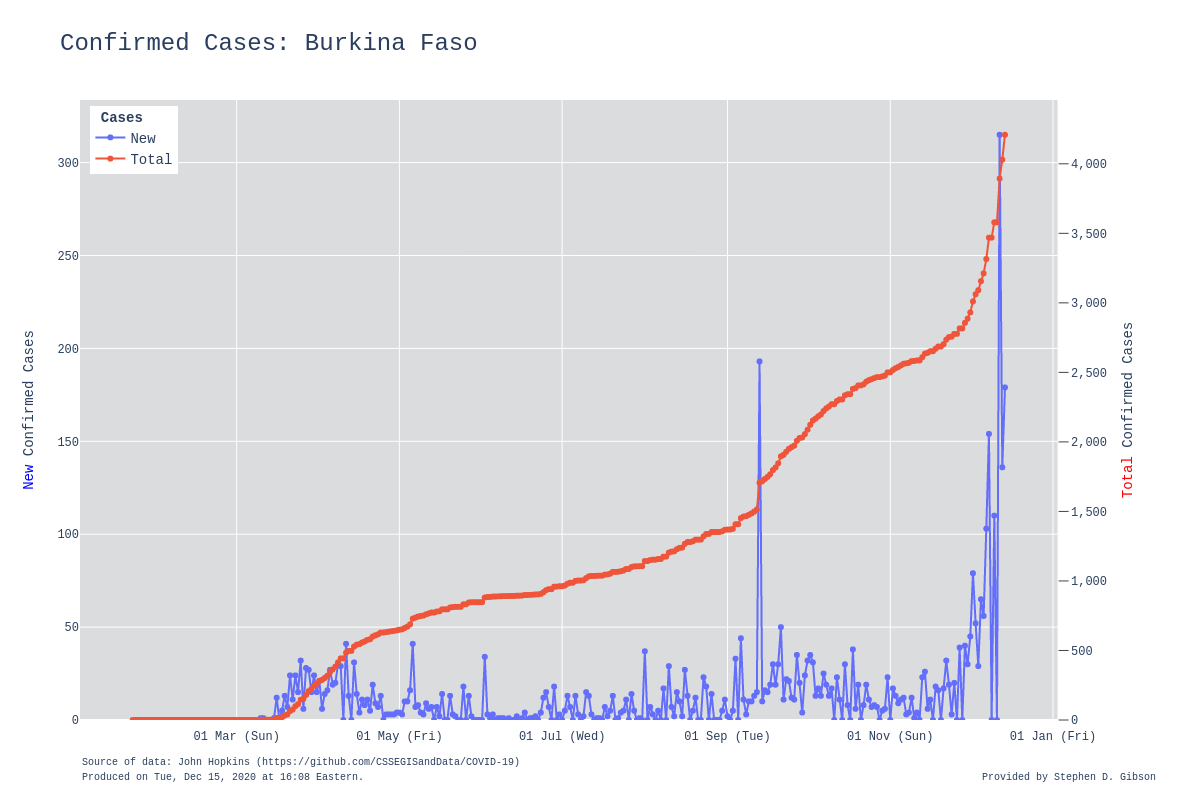 Confirmed Cases: Burkina Faso
Cases
New
Total
300
250
200
150
100
50
0
4,000
3,500
3,000
2,500
2,000
1,500
1,000
500
0
New Confirmed Cases
Total Confirmed Cases
01 Mar (Sun)
01 May (Fri)
01 Jul (Wed)
01 Sep (Tue)
01 Nov (Sun)
01 Jan (Fri)
Source of data: John Hopkins (https://github.com/CSSEGISandData/COVID-19)
Produced on Tue, Dec 15, 2020 at 16:08 Eastern.
Provided by Stephen D. Gibson